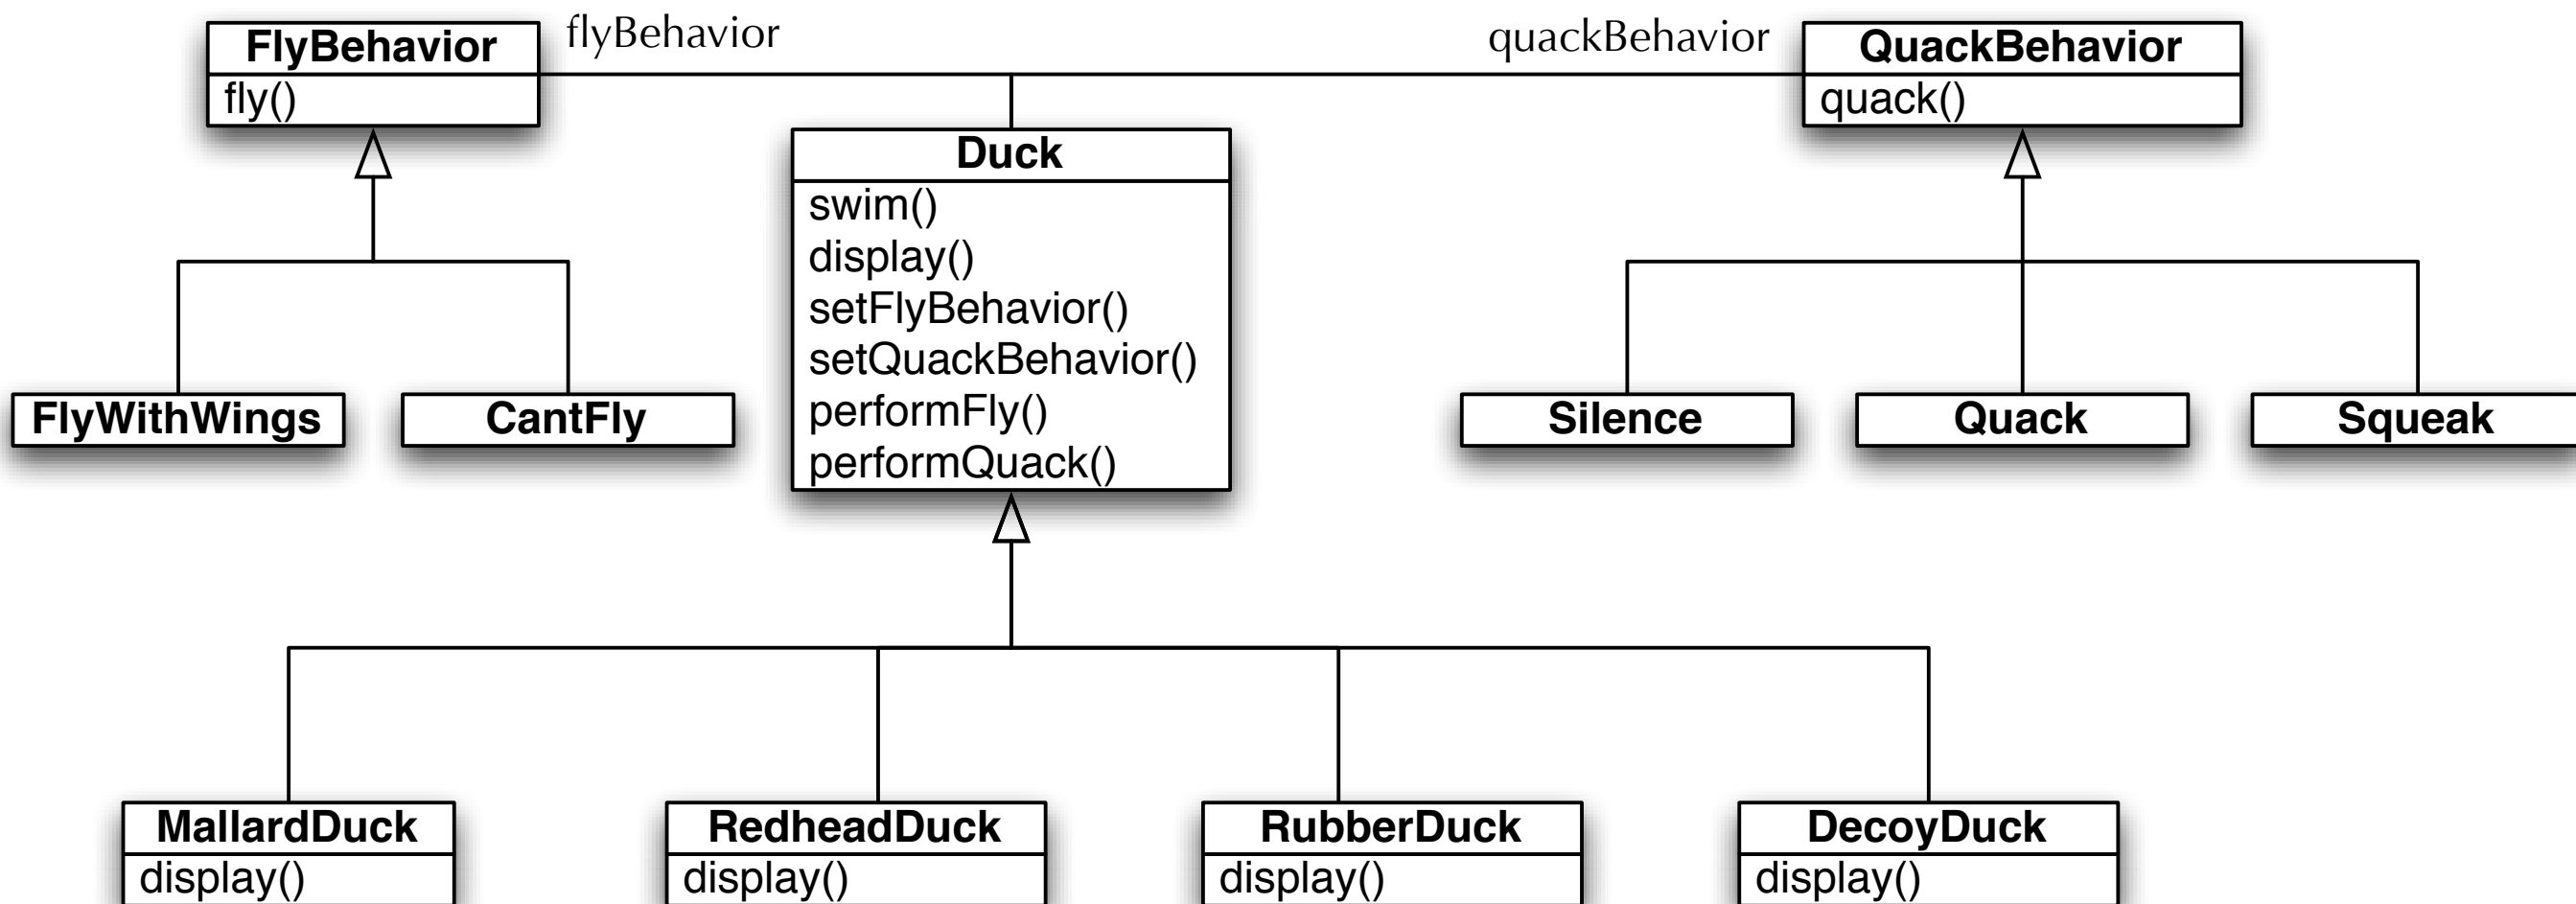 FlyBehavior
fly()
flyBehavior
quackBehavior
QuackBehavior
quack()
Duck
swim()
display()
setFlyBehavior()
setQuackBehavior()
performFly()
performQuack()
FlyWithWings
CantFly
Silence
Quack
Squeak
MallardDuck
display()
RedheadDuck
display()
RubberDuck
display()
DecoyDuck
display()